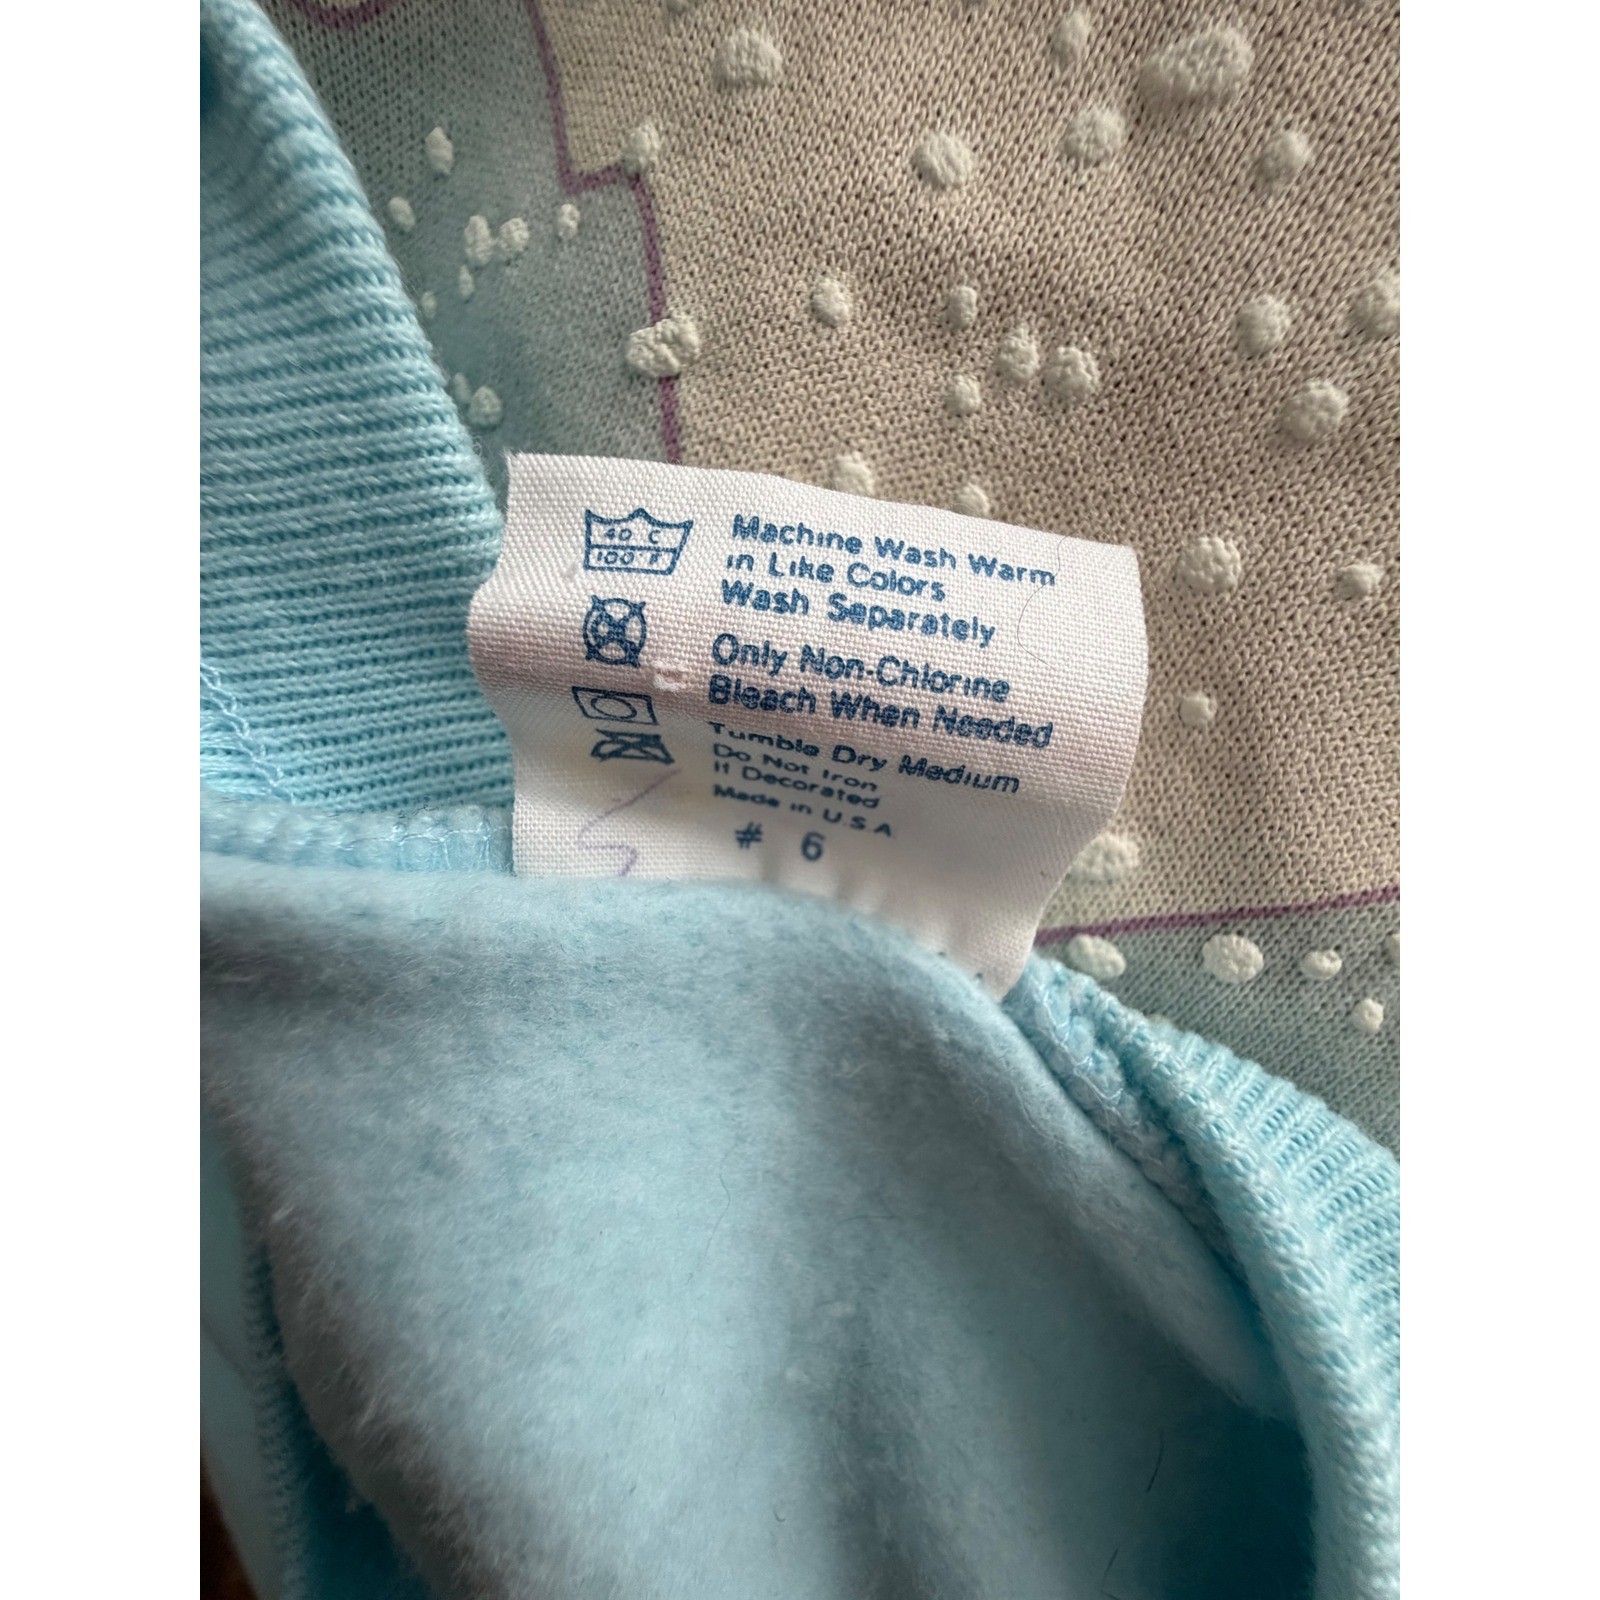 40 C
100 F
Machine Wash Warm
in Like Colors
Wash Separately
Only Non-Chlorine
Bleach When Needed
Tumble Dry Medium
Do Not Iron
If Decorated
Made in U.S.A
# 6